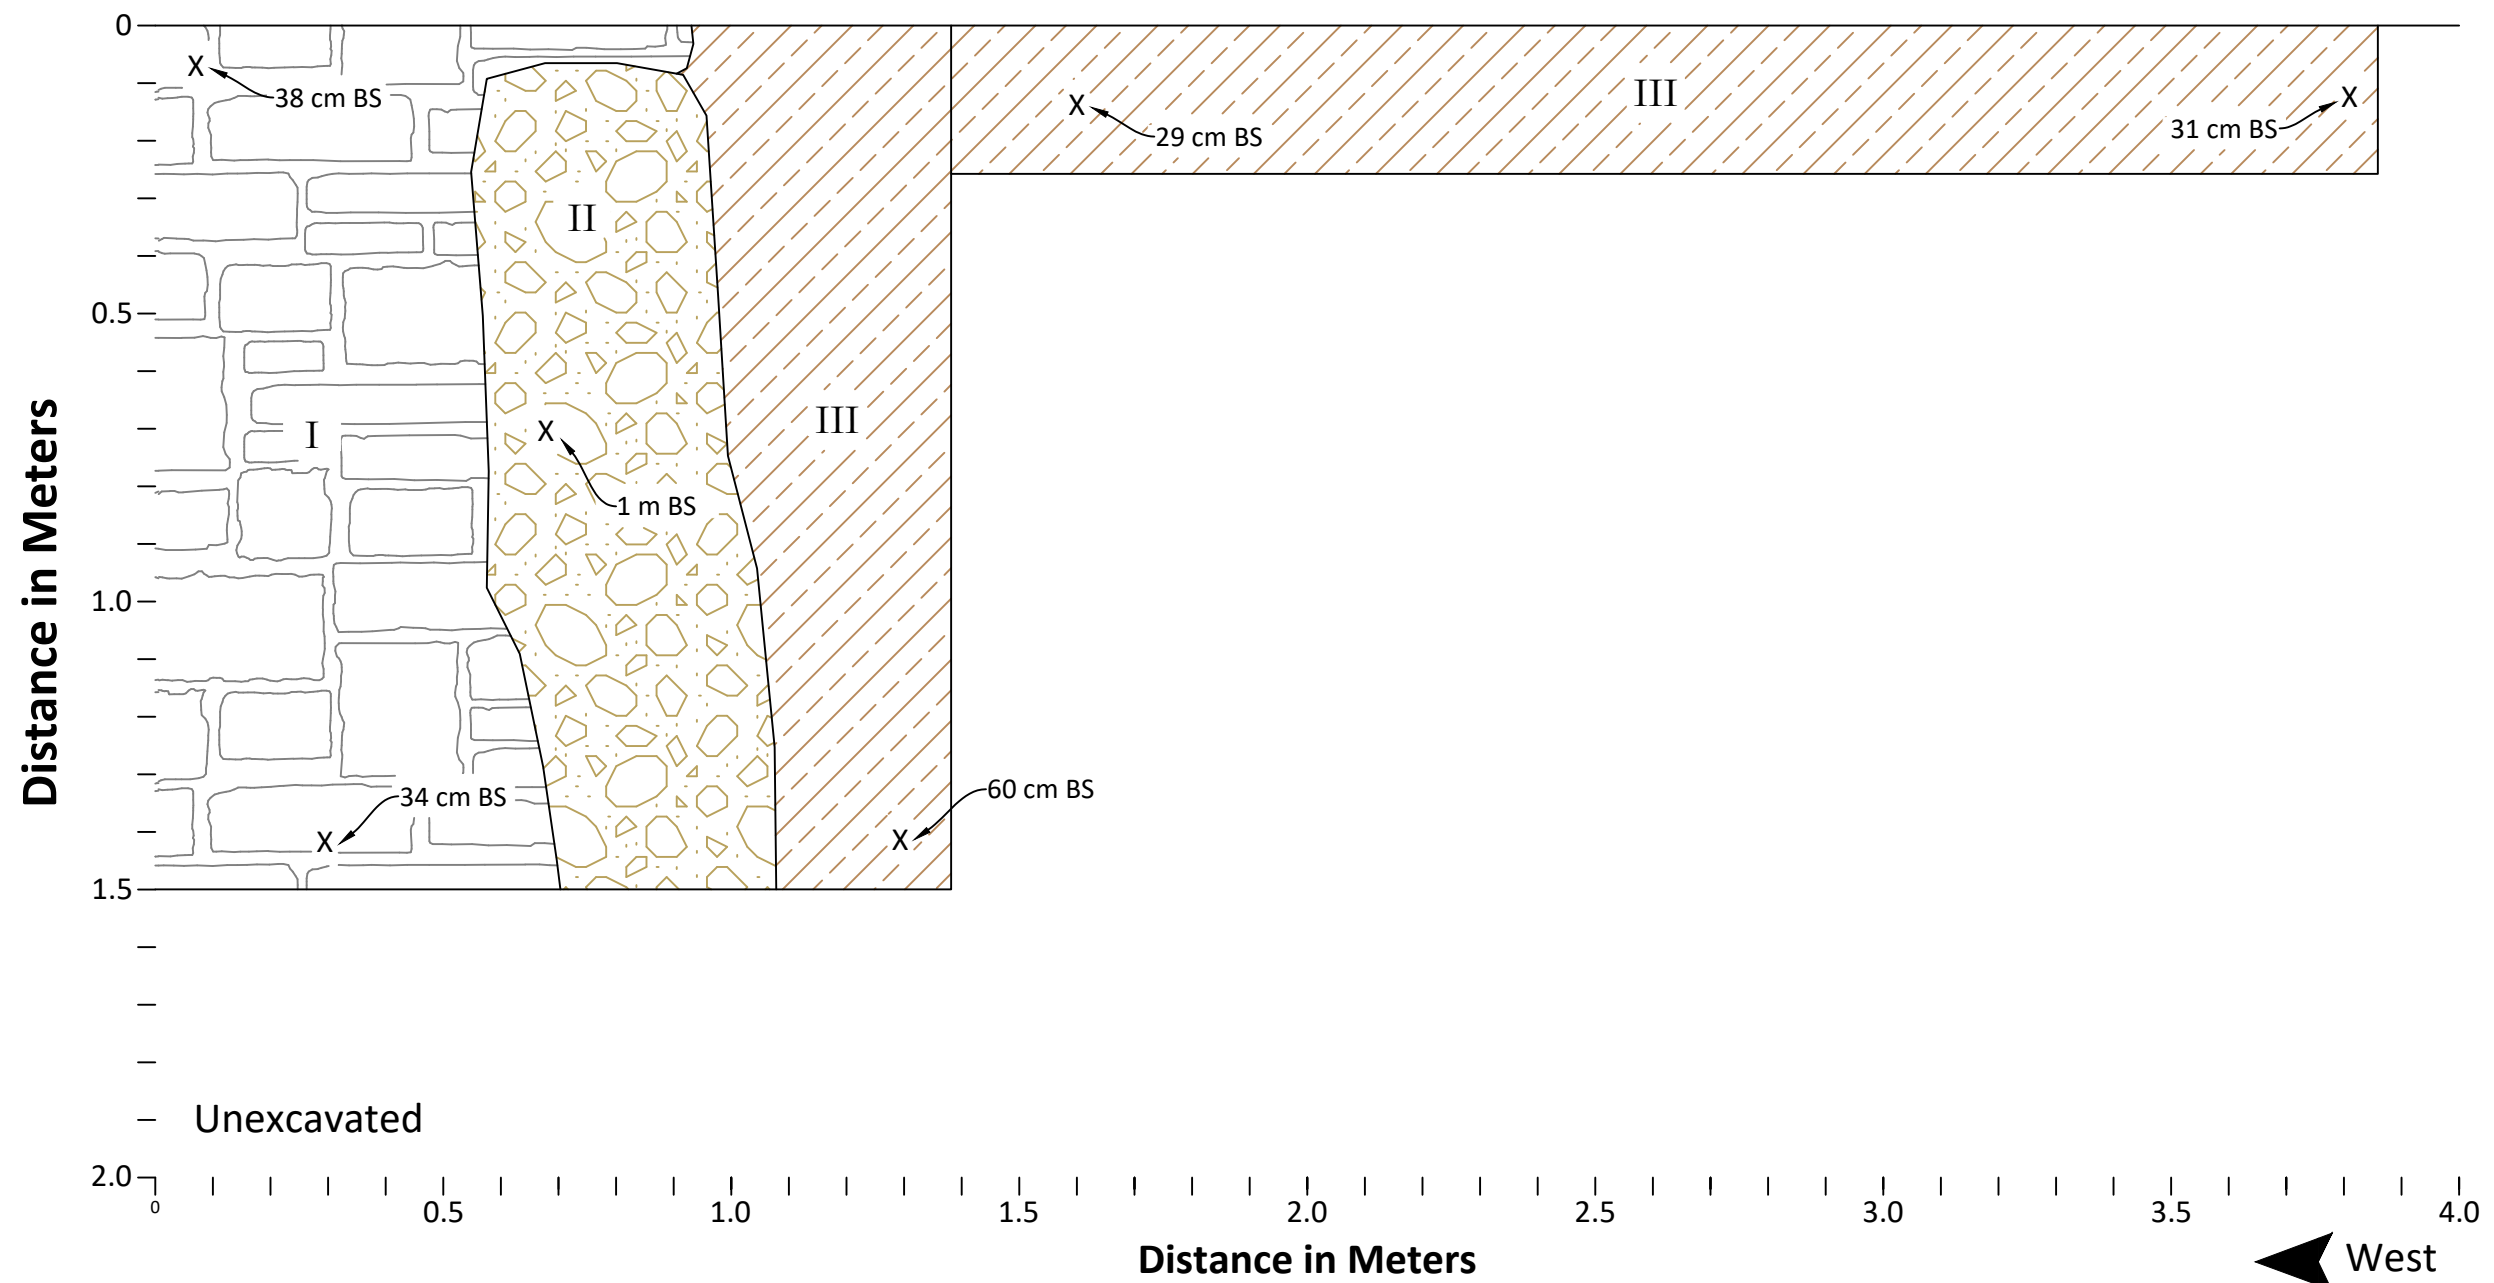 0
38 cm BS
III
29 cm BS
31 cm BS
II
0.5
Distance in Meters
I
III
X
X
X
X
1 m BS
1.0
34 cm BS
60 cm BS
X
X
1.5
Unexcavated
2.0
0
0.5
1.0
1.5
2.0
2.5
3.0
3.5
4.0
Distance in Meters
West